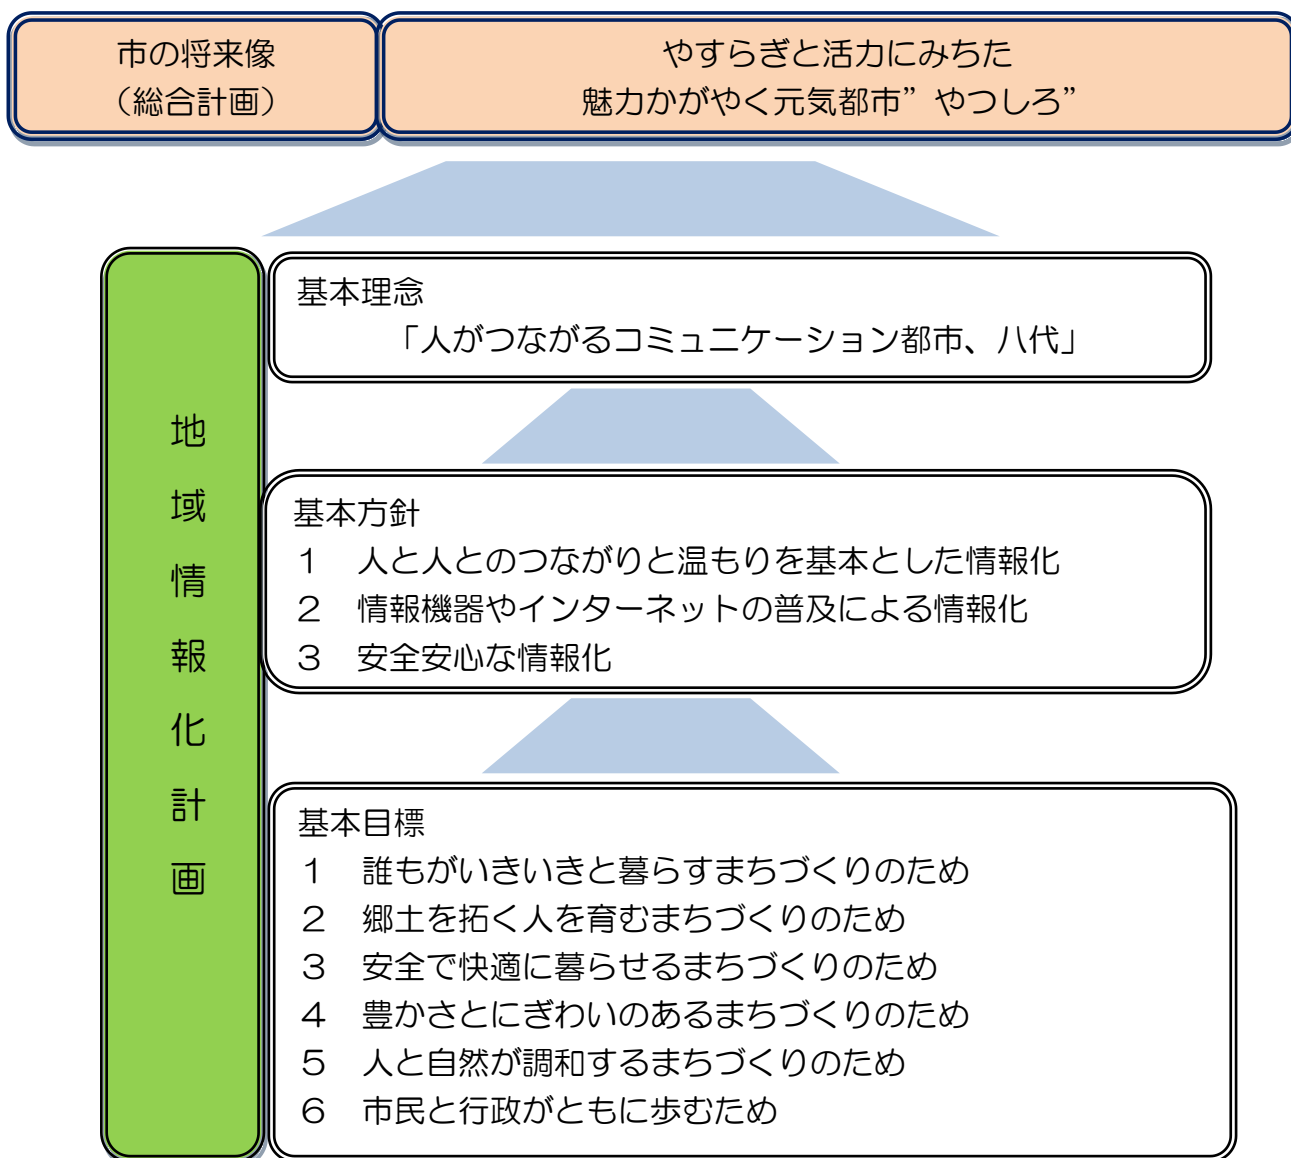 市の将来像
（総合計画）
やすらぎと活力にみちた
魅力かがやく元気都市”やつしろ”
地域情報化計画
基本理念
「人がつながるコミュニケーション都市、八代」
基本方針
１　人と人とのつながりと温もりを基本とした情報化
２　情報機器やインターネットの普及による情報化
３　安全安心な情報化
基本目標
１　誰もがいきいきと暮らすまちづくりのため
２　郷土を拓く人を育むまちづくりのため
３　安全で快適に暮らせるまちづくりのため
４　豊かさとにぎわいのあるまちづくりのため
５　人と自然が調和するまちづくりのため
６　市民と行政がともに歩むため